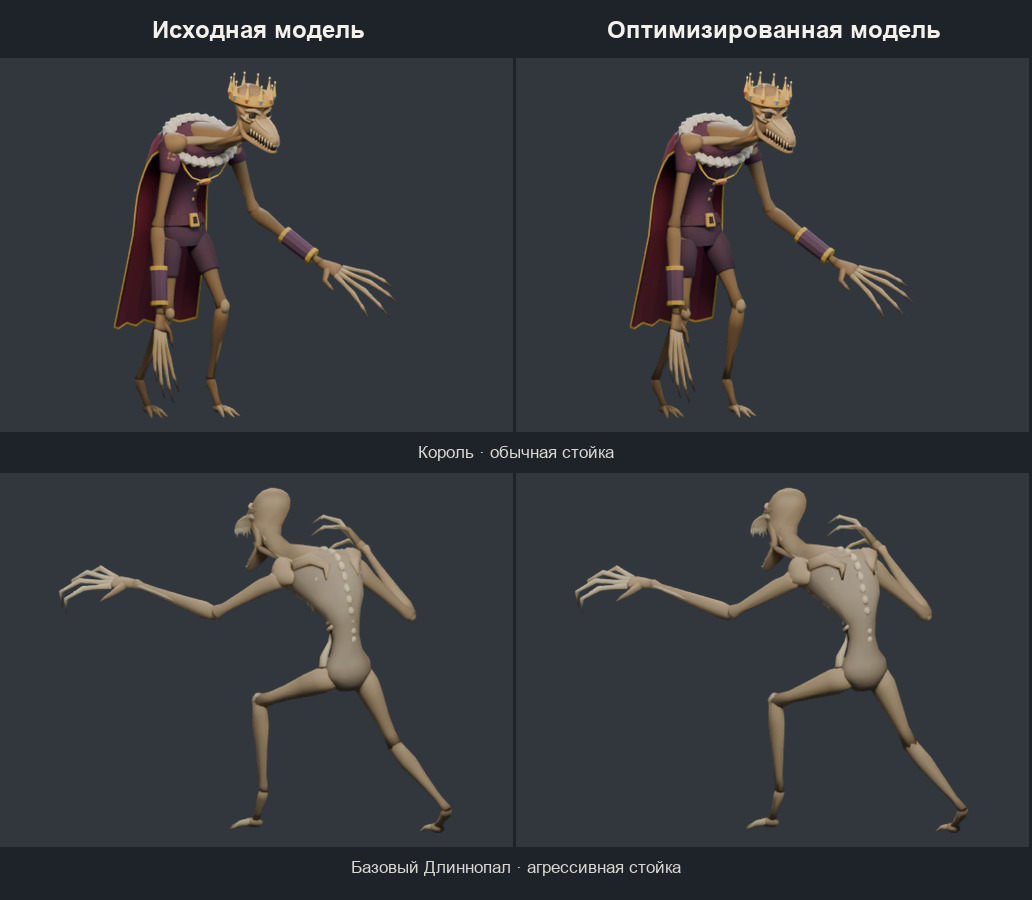 Исходная модель
Оптимизированная модель
Король · обычная стойка
Базовый Длиннопал · агрессивная стойка